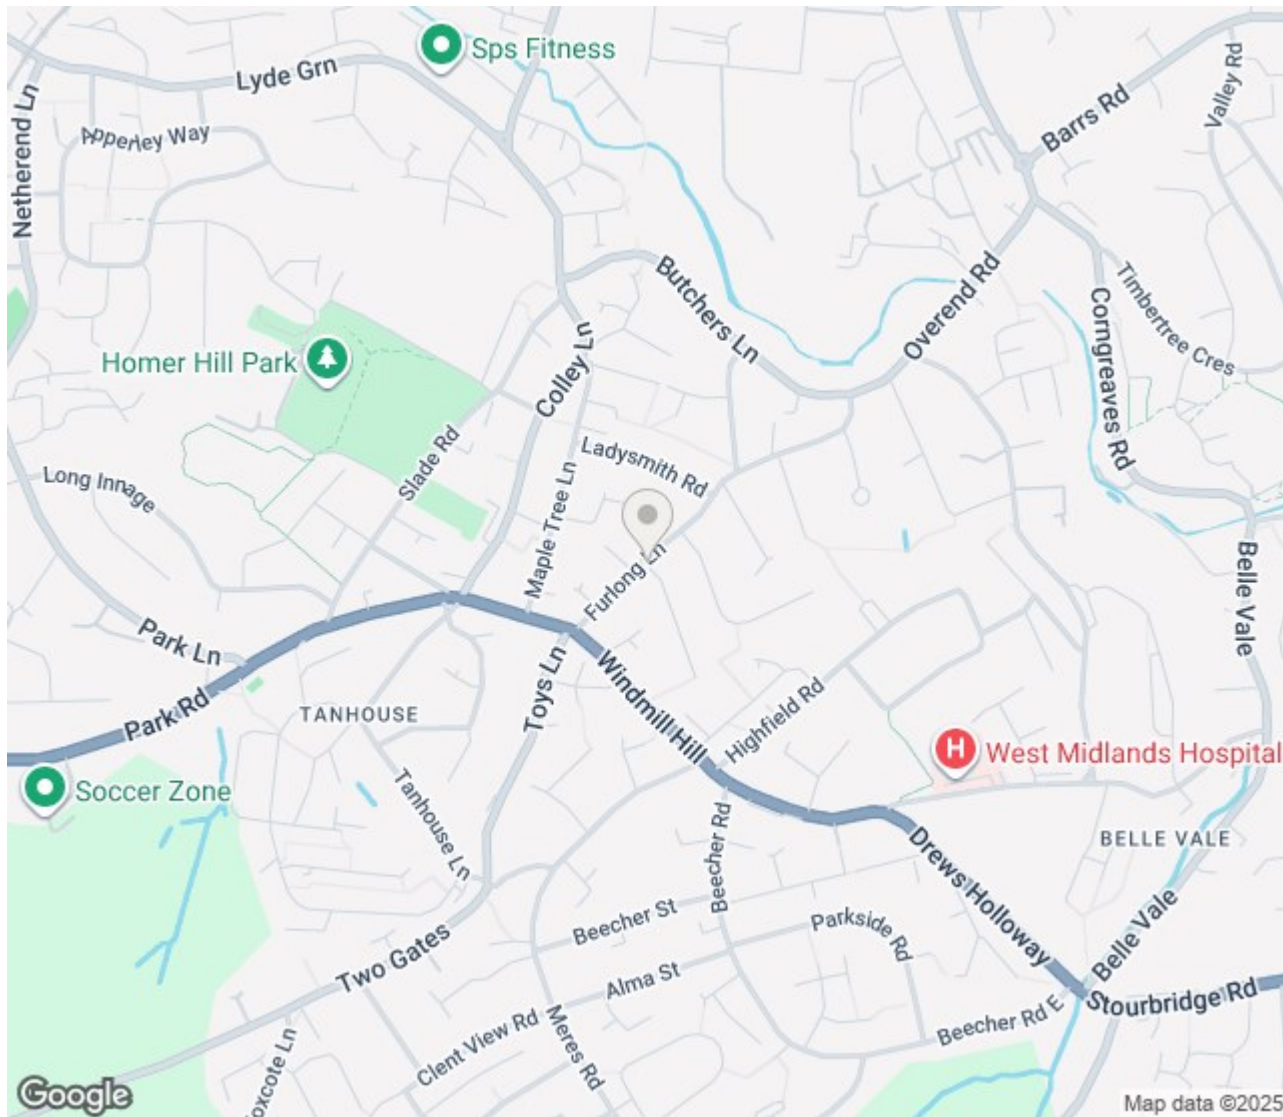 Sps Fitness
Lyde Grn
Apperley Way
Netherend Ln
Barrs Rd
Valley Rd
Butchers Ln
Overend Rd
Timbertree Cres
Corngreaves Rd
Homer Hill Park
Colley Ln
Slade Rd
Ladysmith Rd
Long Innage
Maple Tree Ln
Furlong Ln
Belle Vale
Park Ln
Park Rd
TANHOUSE
Toys Ln
Windmill Hill
Highfield Rd
West Midlands Hospital
Soccer Zone
Tanhouse Ln
Beecher Rd
Drews Holloway
BELLE VALE
Beecher St
Parkside Rd
Belle Vale
Two Gates
Alma St
Stourbridge Rd
Clent View Rd
Meres Rd
Beecher Rd E
oxcote Ln
Google
Map data ©2025